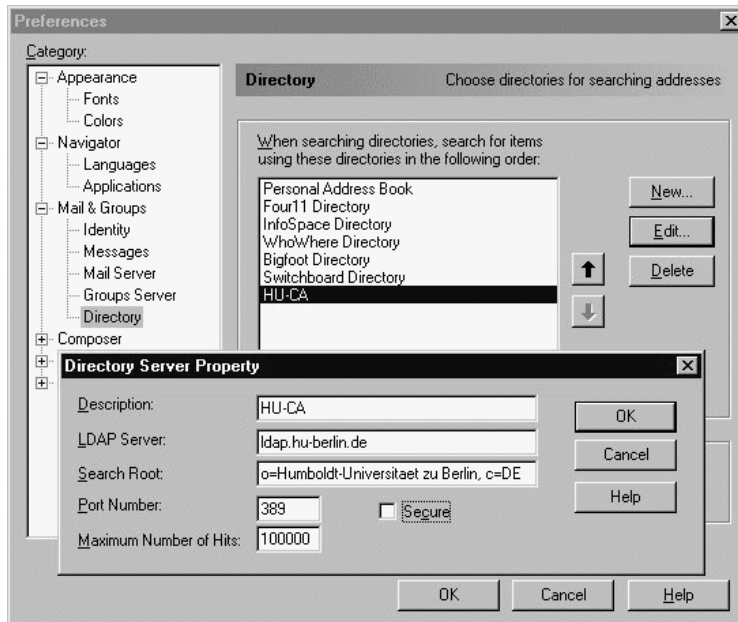 Preferences
Category:
Appearance
Fonts
Colors
Navigator
Languages
Applications
Mail & Groups
Identity
Messages
Mail Server
Groups Server
Directory
Composer
Directory
Choose directories for searching addresses
When searching directories, search for items
using these directories in the following order:
Personal Address Book
Four11 Directory
InfoSpace Directory
WhoWhere Directory
Bigfoot Directory
Switchboard Directory
HU-CA
New...
Edit...
Delete
Directory Server Property
Description:
HU-CA
LDAP Server:
ldap.hu-berlin.de
Search Root:
o=Humboldt-Universitaet zu Berlin, c=DE
Port Number:
389
Secure
Maximum Number of Hits:
100000
OK
Cancel
Help
OK
Cancel
Help